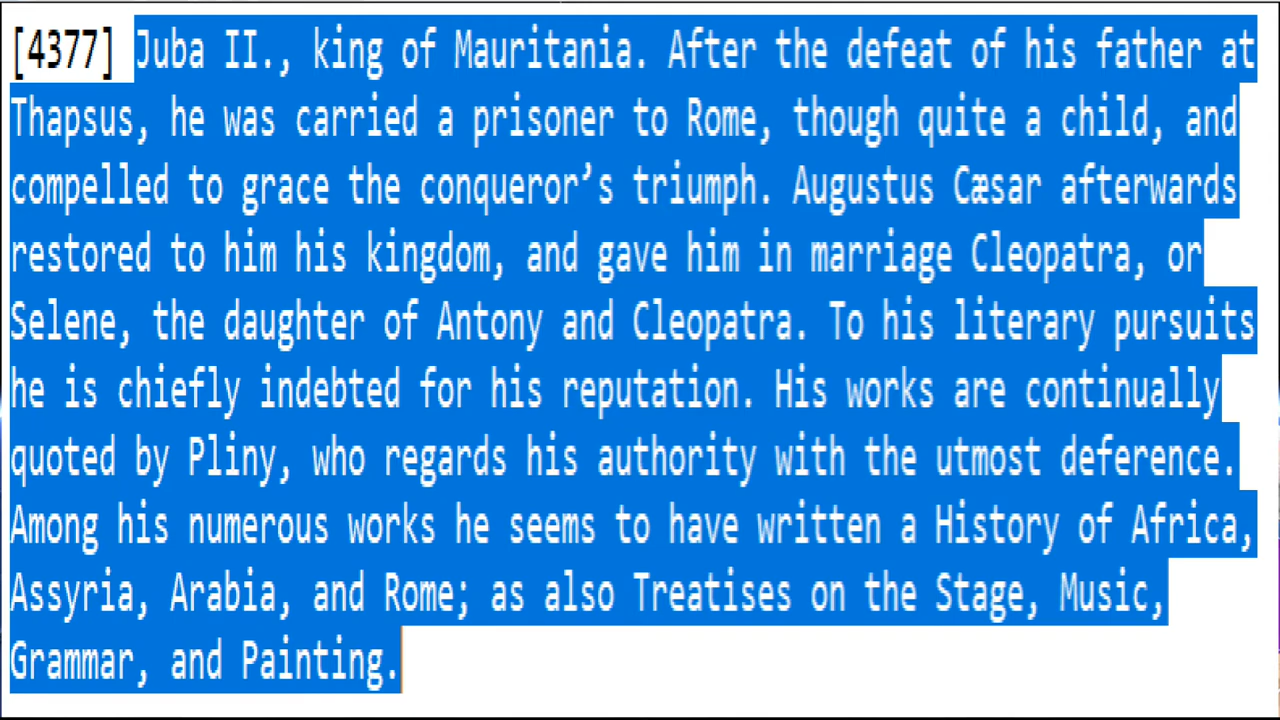 [4377] Juba II., king of Mauritania. After the defeat of his father at
Thapsus, he was carried a prisoner to Rome, though quite a child, and
compelled to grace the conqueror’s triumph. Augustus Cæsar afterwards
restored to him his kingdom, and gave him in marriage Cleopatra, or
Selene, the daughter of Antony and Cleopatra. To his literary pursuits
he is chiefly indebted for his reputation. His works are continually
quoted by Pliny, who regards his authority with the utmost deference.
Among his numerous works he seems to have written a History of Africa,
Assyria, Arabia, and Rome; as also Treatises on the Stage, Music,
Grammar, and Painting.